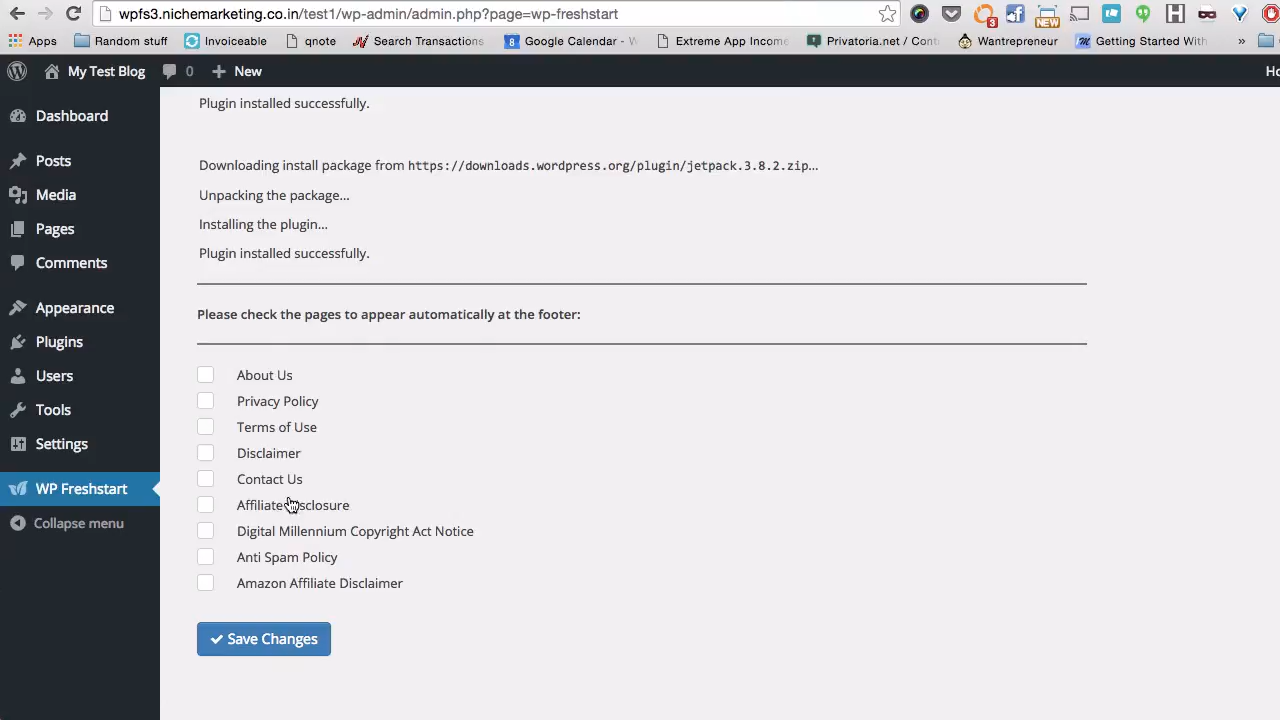 wpfs3.nichemarketing.co.in/test1/wp-admin/admin.php?page=wp-freshstart
3
NEW
H
Apps
Random stuff
Invoiceable
qnote
Search Transactions
8 Google Calendar - W
Extreme App Income
Privatoria.net / Cont
Wantrepreneur
Getting Started With
»
My Test Blog
0
+ New
Ho
Dashboard
Posts
Media
Pages
Comments
Appearance
Plugins
Users
Tools
Settings
WP Freshstart
Collapse menu
Plugin installed successfully.
Downloading install package from https://downloads.wordpress.org/plugin/jetpack.3.8.2.zip…
Unpacking the package…
Installing the plugin…
Plugin installed successfully.
Please check the pages to appear automatically at the footer:
About Us
Privacy Policy
Terms of Use
Disclaimer
Contact Us
Affiliate Disclosure
Digital Millennium Copyright Act Notice
Anti Spam Policy
Amazon Affiliate Disclaimer
Save Changes